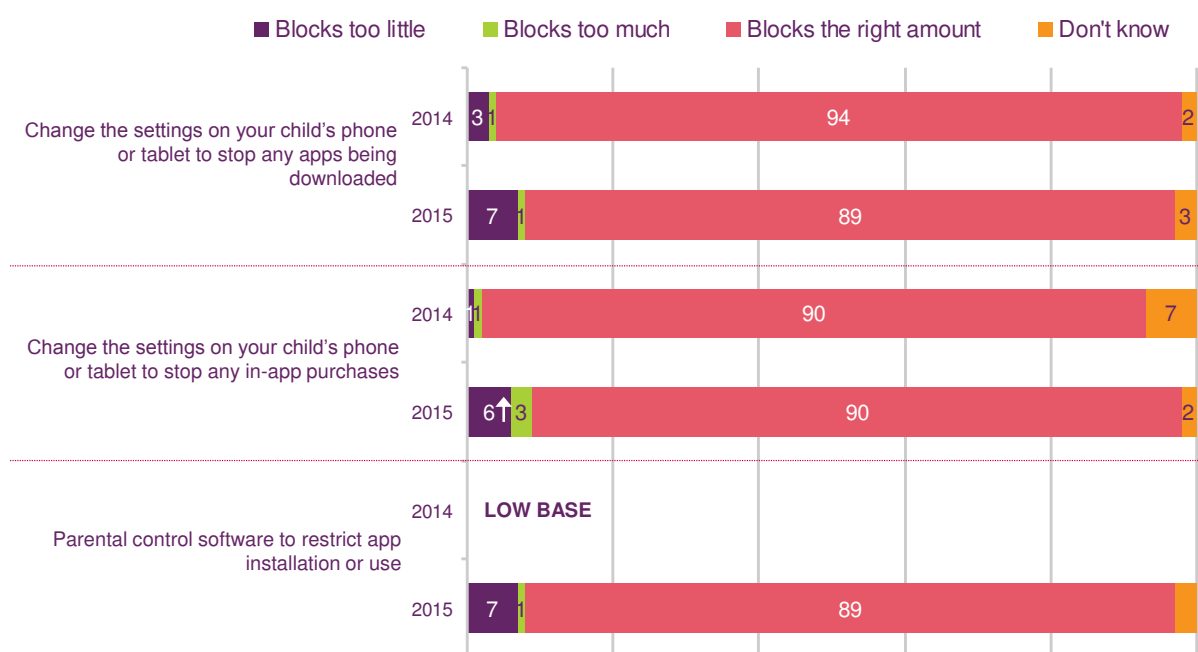 Blocks too little Blocks too much Blocks the right amount Don't know
Change the settings on your child’s phone
or tablet to stop any apps being
downloaded
2014 3 1 94 2
2015 7 1 89 3
Change the settings on your child’s phone
or tablet to stop any in-app purchases
2014 1 1 90 7
2015 6 3 90 2
Parental control software to restrict app
installation or use
2014 LOW BASE
2015 7 1 89